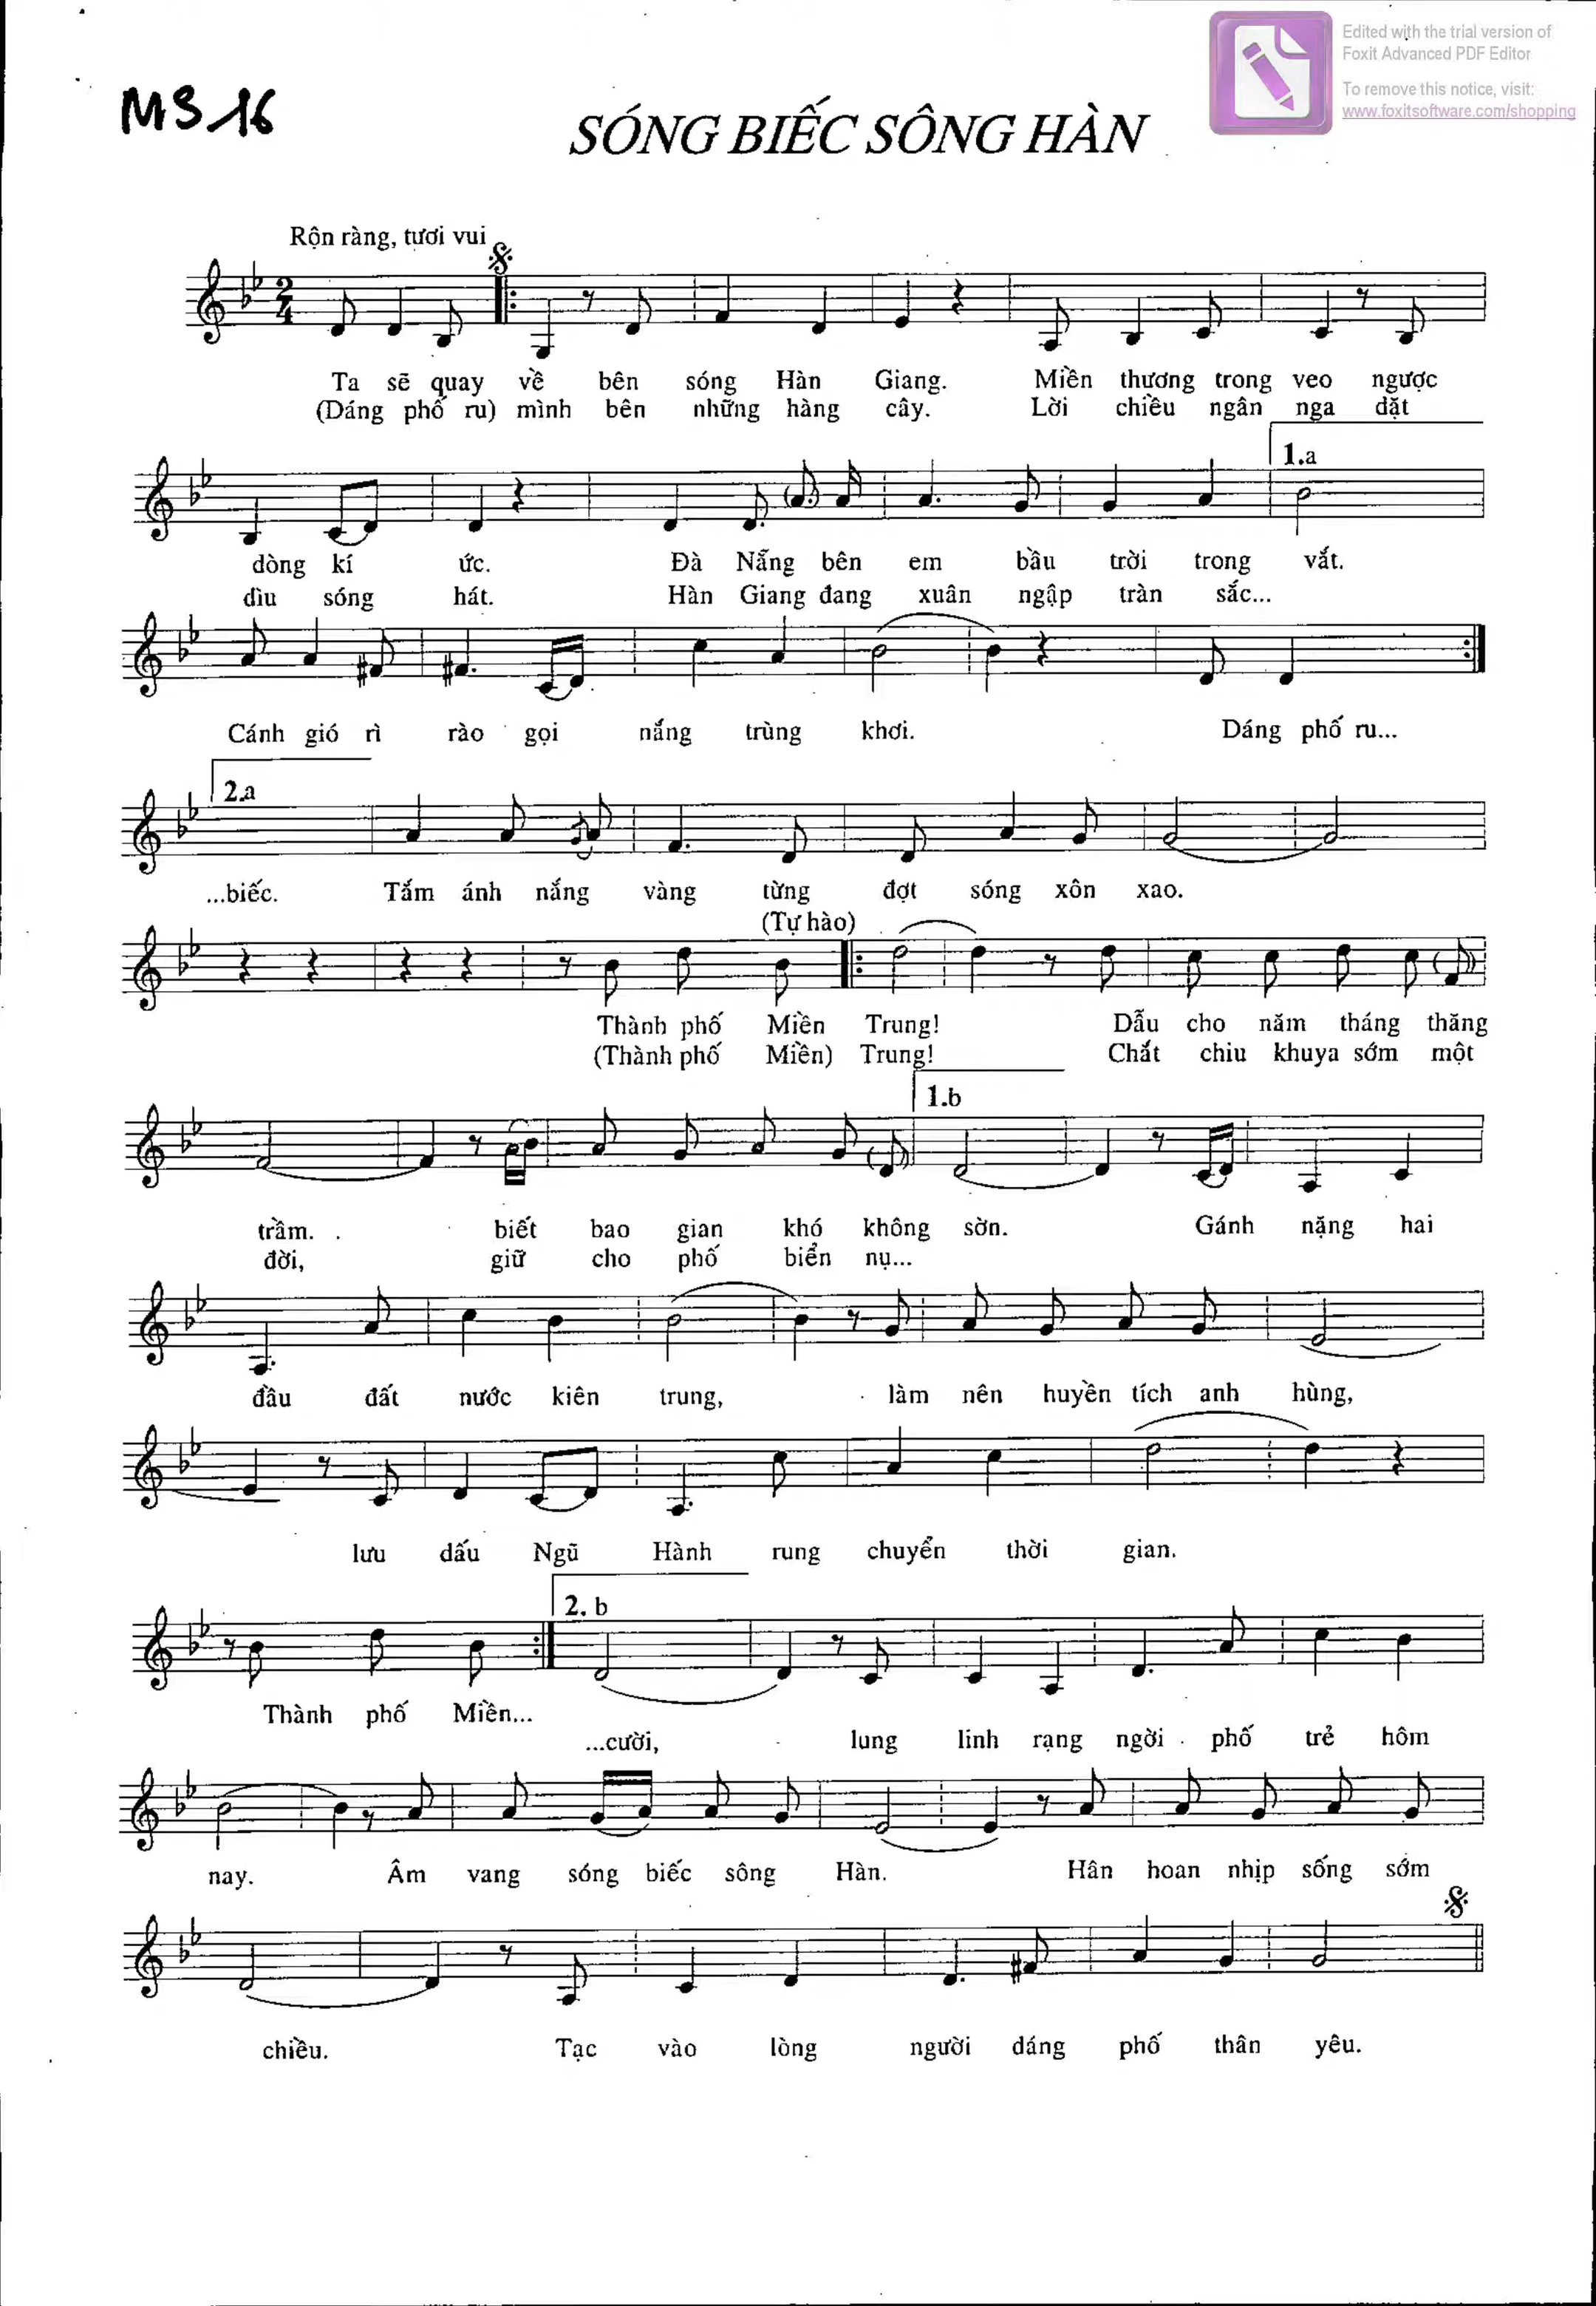 Edited with the trial version of
Foxit Advanced PDF Editor
To remove this notice, visit:
www.foxitsoftware.com/shopping
MS 16
SÓNG BIẾC SÔNG HÀN
Rộn ràng, tươi vui
2
4
Ta sẽ quay về bên sóng Hàn Giang. Miền thương trong veo ngược
(Dáng phố ru) mình bên những hàng cây. Lời chiều ngân nga dặt
1.a
dòng kí ức. Đà Nẵng bên em bầu trời trong vắt.
dìu sóng hát. Hàn Giang đang xuân ngập tràn sắc...
Cánh gió rì rào gọi nắng trùng khơi. Dáng phố ru...
2.a
...biếc. Tắm ánh nắng vàng từng đợt sóng xôn xao.
(Tự hào)
Thành phố Miền Trung! Dẫu cho năm tháng thăng
(Thành phố Miền) Trung! Chắt chiu khuya sớm một
1.b
trầm. biết bao gian khó không sờn. Gánh nặng hai
đời, giữ cho phố biển nụ...
đầu đất nước kiên trung, làm nên huyền tích anh hùng,
lưu dấu Ngũ Hành rung chuyển thời gian.
2. b
Thành phố Miền...
...cười, lung linh rạng ngời phố trẻ hôm
nay. Âm vang sóng biếc sông Hàn. Hân hoan nhịp sống sớm
chiều. Tạc vào lòng người dáng phố thân yêu.